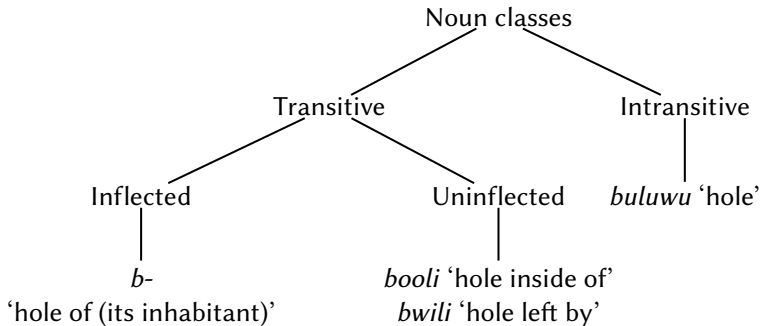 Noun classes
Transitive
Intransitive
Inflected
Uninflected
buluwu ‘hole’
b-
‘hole of (its inhabitant)’
booli ‘hole inside of’
bwili ‘hole left by’